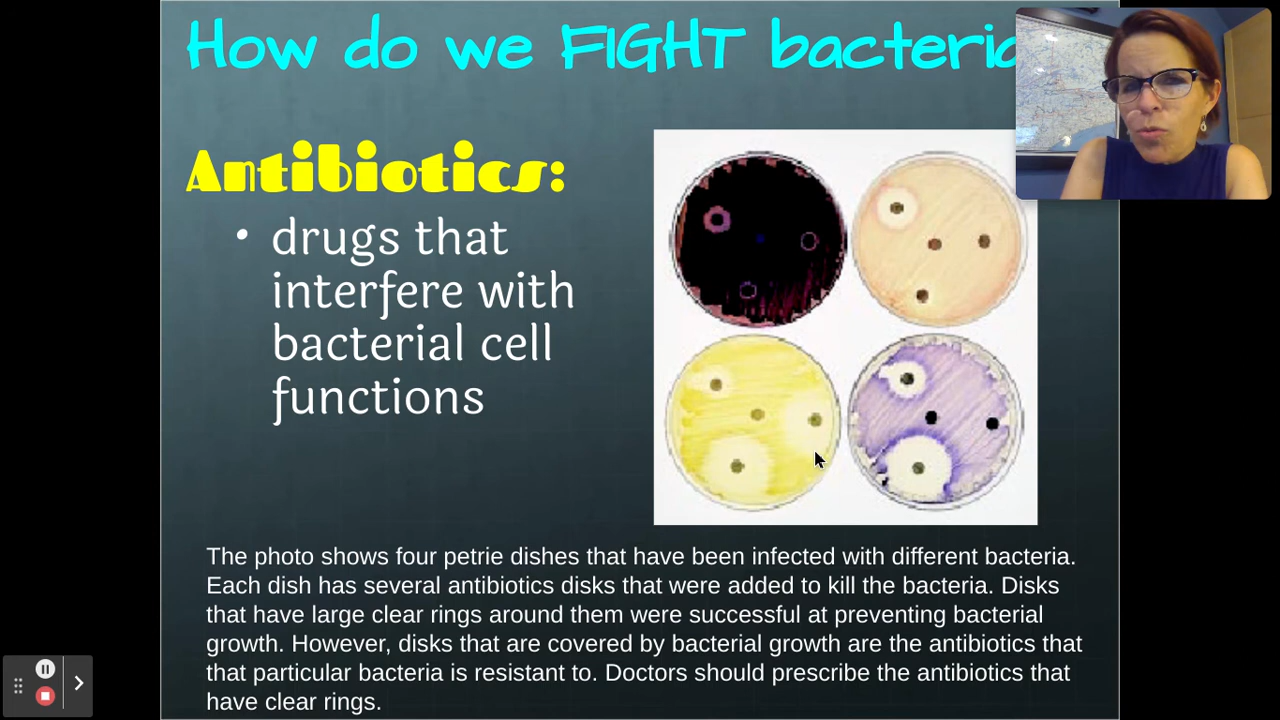 How do we FIGHT bacteria
Antibiotics:
• drugs that
interfere with
bacterial cell
functions
The photo shows four petrie dishes that have been infected with different bacteria.
Each dish has several antibiotics disks that were added to kill the bacteria. Disks
that have large clear rings around them were successful at preventing bacterial
growth. However, disks that are covered by bacterial growth are the antibiotics that
that particular bacteria is resistant to. Doctors should prescribe the antibiotics that
have clear rings.